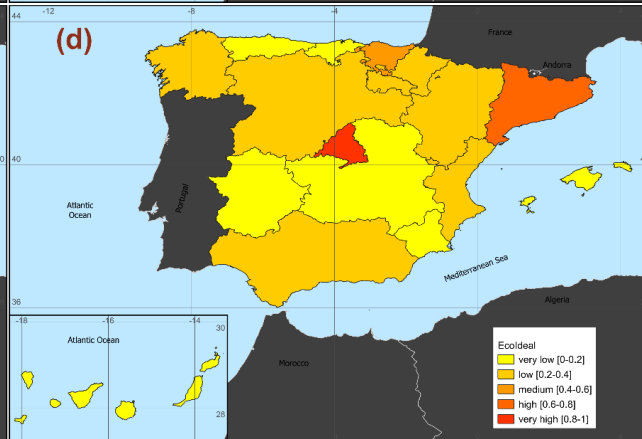 -12
-4
44
(d)
France
Andorra
0
40
Atlantic
Ocean
Portugal
Mediterranean Sea
36
Algeria
-18
-16
-14
30
Atlantic Ocean
28
Morocco
EcoIdeal
very low [0-0.2]
low [0.2-0.4]
medium [0.4-0.6]
high [0.6-0.8]
very high [0.8-1]